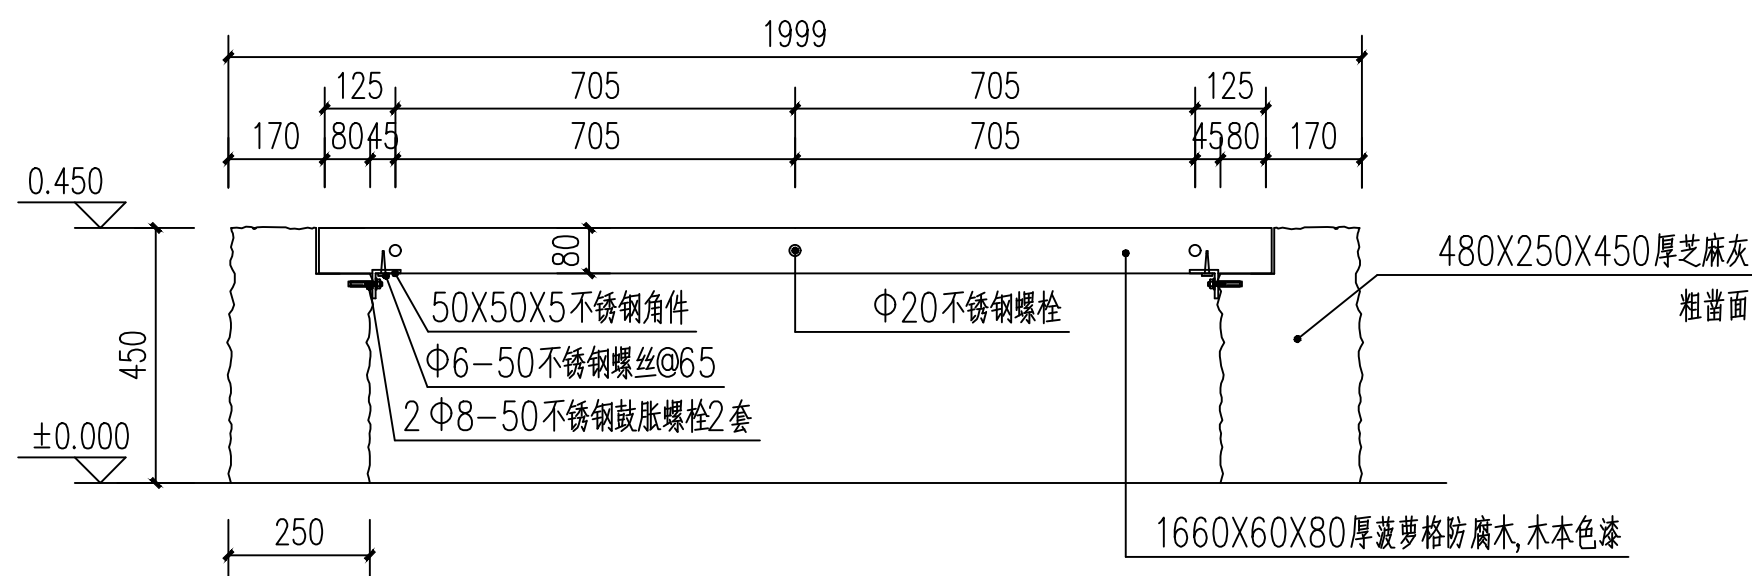 1999
125 705 705 125
170 80 45 705 705 45 80 170
0.450
80
480X250X450厚芝麻灰
粗凿面
50X50X5不锈钢角件
Φ20不锈钢螺栓
450
Φ6-50不锈钢螺丝@65
2Φ8-50不锈钢鼓胀螺栓2套
±0.000
250
1660X60X80厚菠萝格防腐木,木本色漆